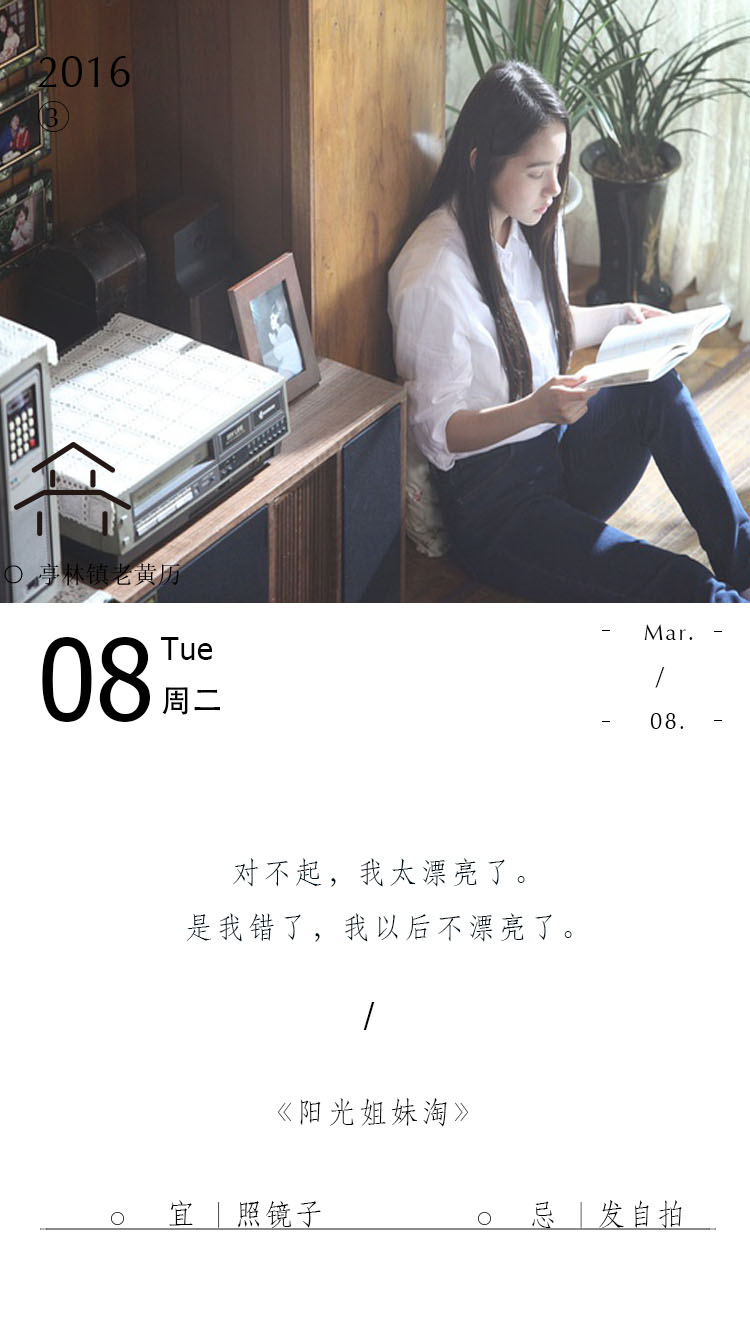 2016
③
亭林镇老黄历
08
Tue
周二
Mar.
/
08.
对不起，我太漂亮了。
是我错了，我以后不漂亮了。
/
《阳光姐妹淘》
宜 | 照镜子
忌 | 发自拍